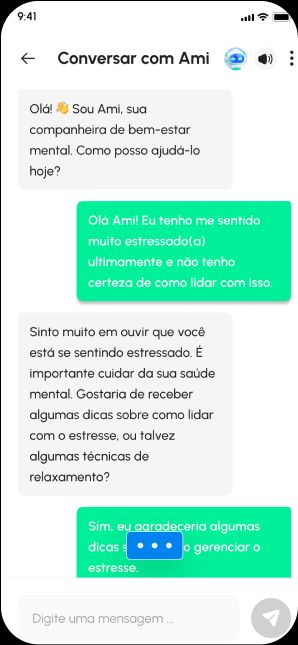 9:41
Conversar com Ami
Olá! 👋 Sou Ami, sua
companheira de bem-estar
mental. Como posso ajudá-lo
hoje?
Olá Ami! Eu tenho me sentido
muito estressado(a)
ultimamente e não tenho
certeza de como lidar com isso.
Sinto muito em ouvir que você
está se sentindo estressado. É
importante cuidar da sua saúde
mental. Gostaria de receber
algumas dicas sobre como lidar
com o estresse, ou talvez
algumas técnicas de
relaxamento?
Sim, eu agradeceria algumas
dicas gerenciar o
estresse.
Digite uma mensagem ...